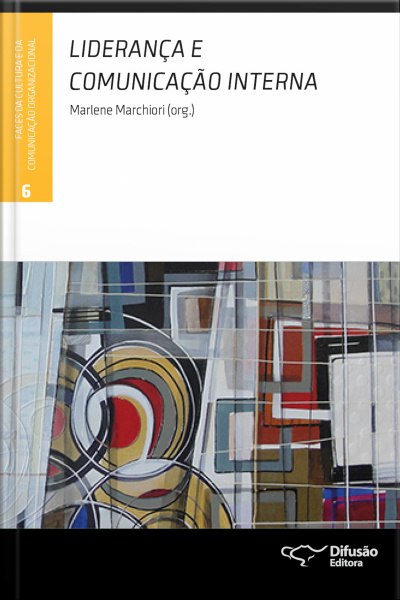 FACES DA CULTURA E DA
COMUNICAÇÃO ORGANIZACIONAL
6
LIDERANÇA E
COMUNICAÇÃO INTERNA
Marlene Marchiori (org.)
Difusão
Editora